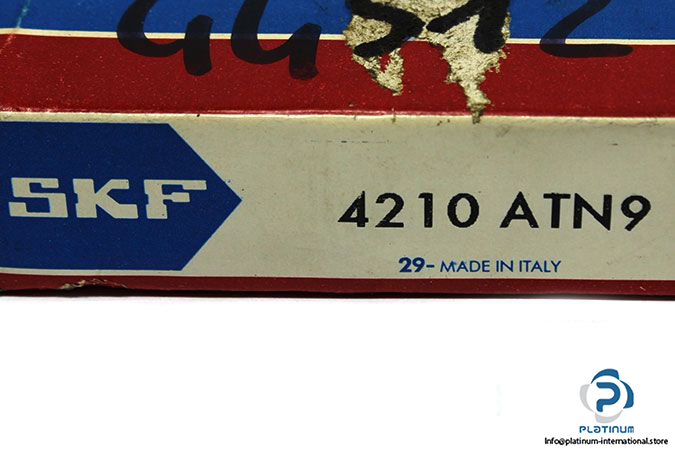 SKF
4210 ATN9
29- MADE IN ITALY
P
PLATINUM
Info@platinum-international.store